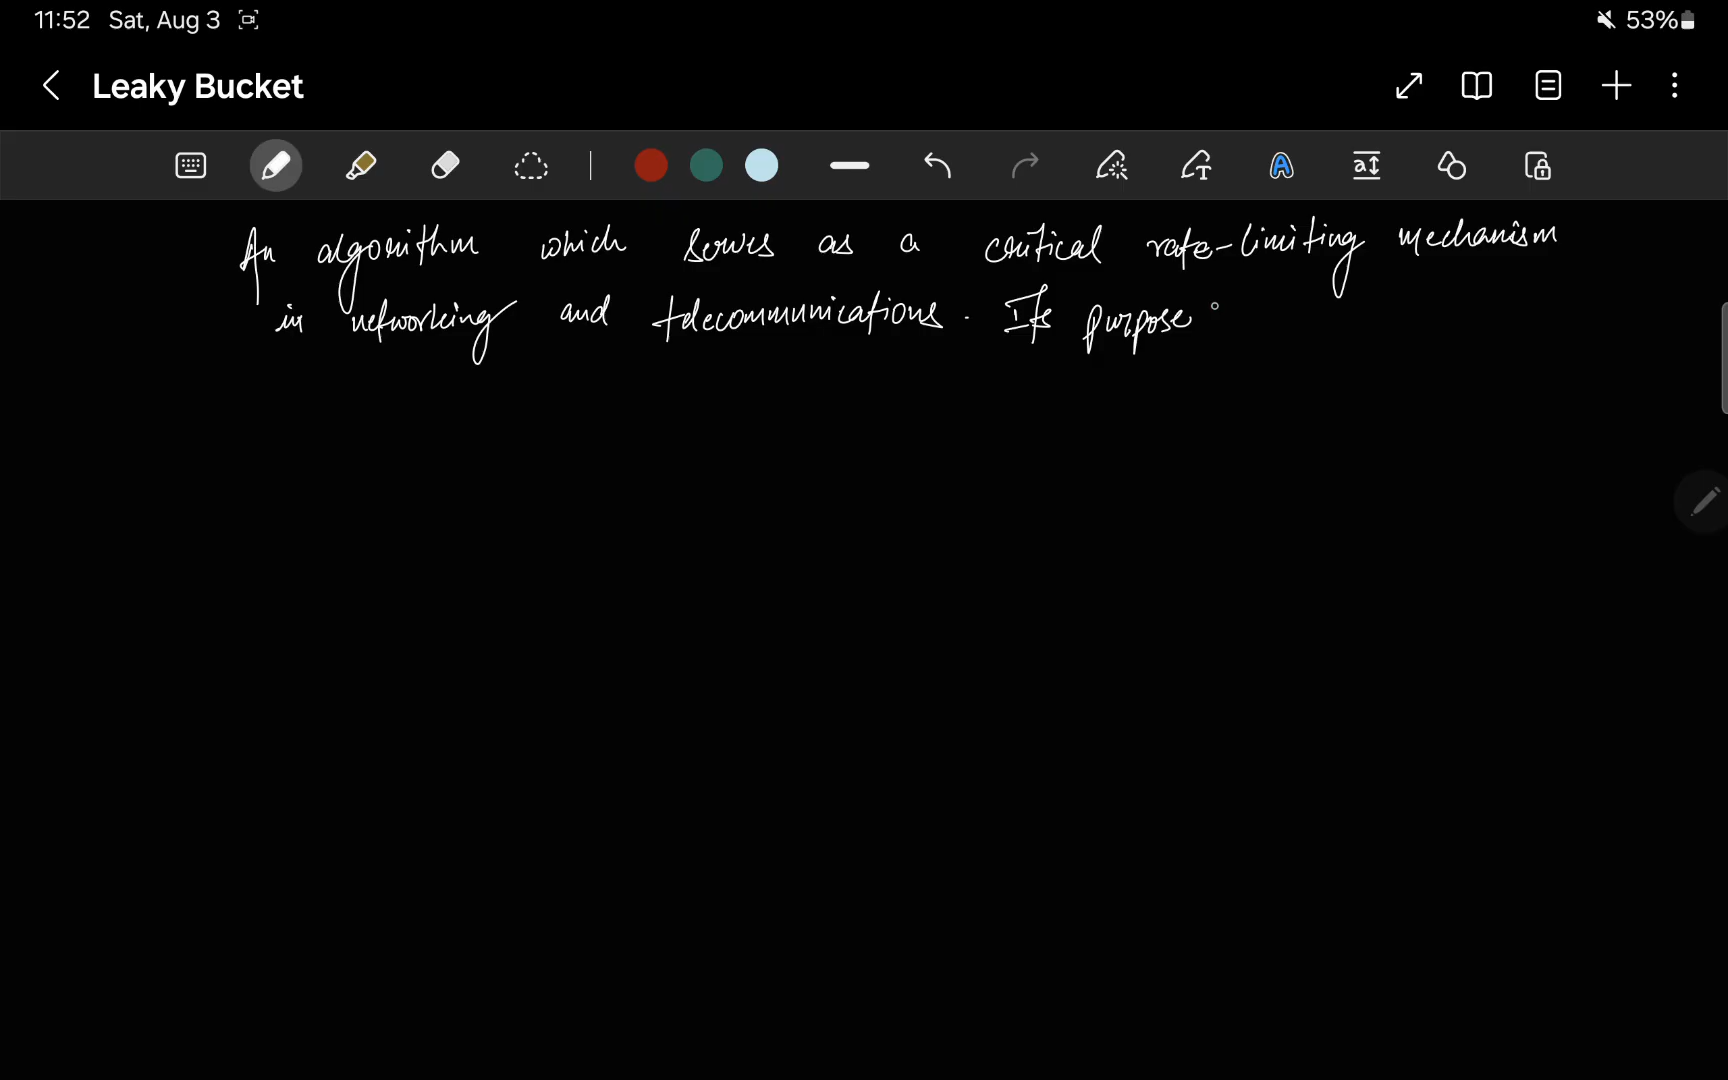 11:52 Sat, Aug 3 53%
Leaky Bucket
An algorithm which serves as a critical rate-limiting mechanism
in networking and telecommunications. Its purpose